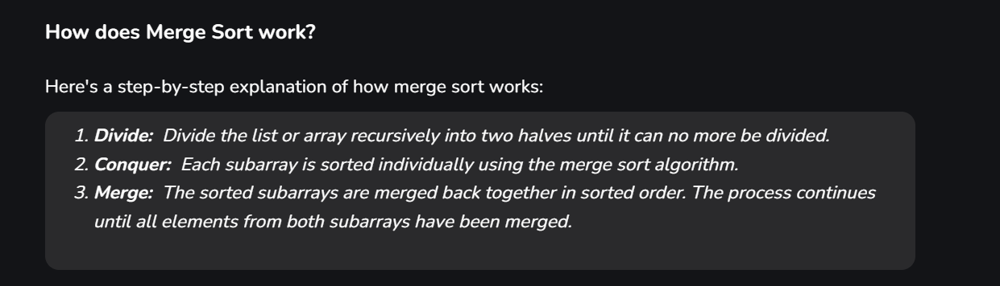 How does Merge Sort work?
Here's a step-by-step explanation of how merge sort works:
1. Divide: Divide the list or array recursively into two halves until it can no more be divided.
2. Conquer: Each subarray is sorted individually using the merge sort algorithm.
3. Merge: The sorted subarrays are merged back together in sorted order. The process continues
until all elements from both subarrays have been merged.